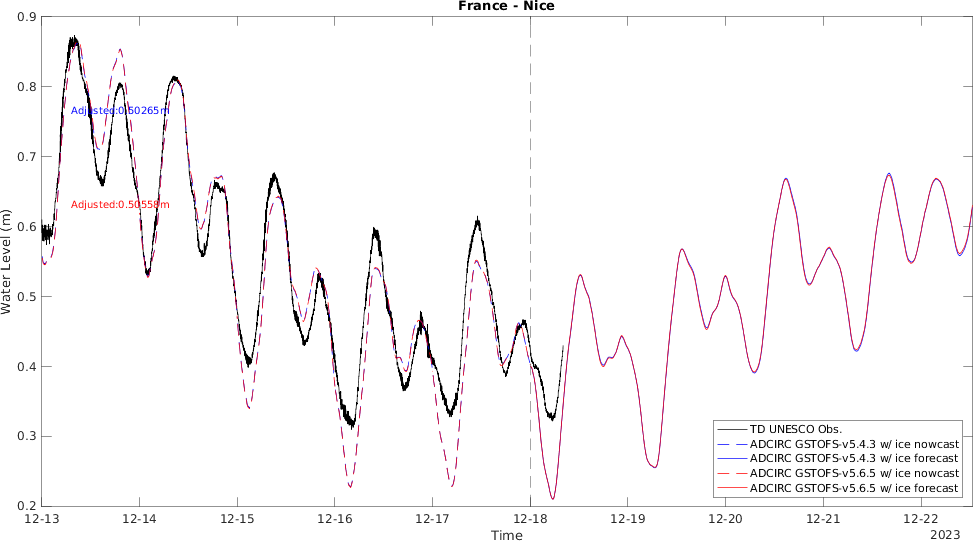 France - Nice
0.9
0.8
0.7
0.6
0.5
0.4
0.3
0.2
Water Level (m)
Adjusted:0.50265m
Adjusted:0.50558m
TD UNESCO Obs.
ADCIRC GSTOFS-v5.4.3 w/ ice nowcast
ADCIRC GSTOFS-v5.4.3 w/ ice forecast
ADCIRC GSTOFS-v5.6.5 w/ ice nowcast
ADCIRC GSTOFS-v5.6.5 w/ ice forecast
12-13 12-14 12-15 12-16 12-17 12-18 12-19 12-20 12-21 12-22
Time
2023